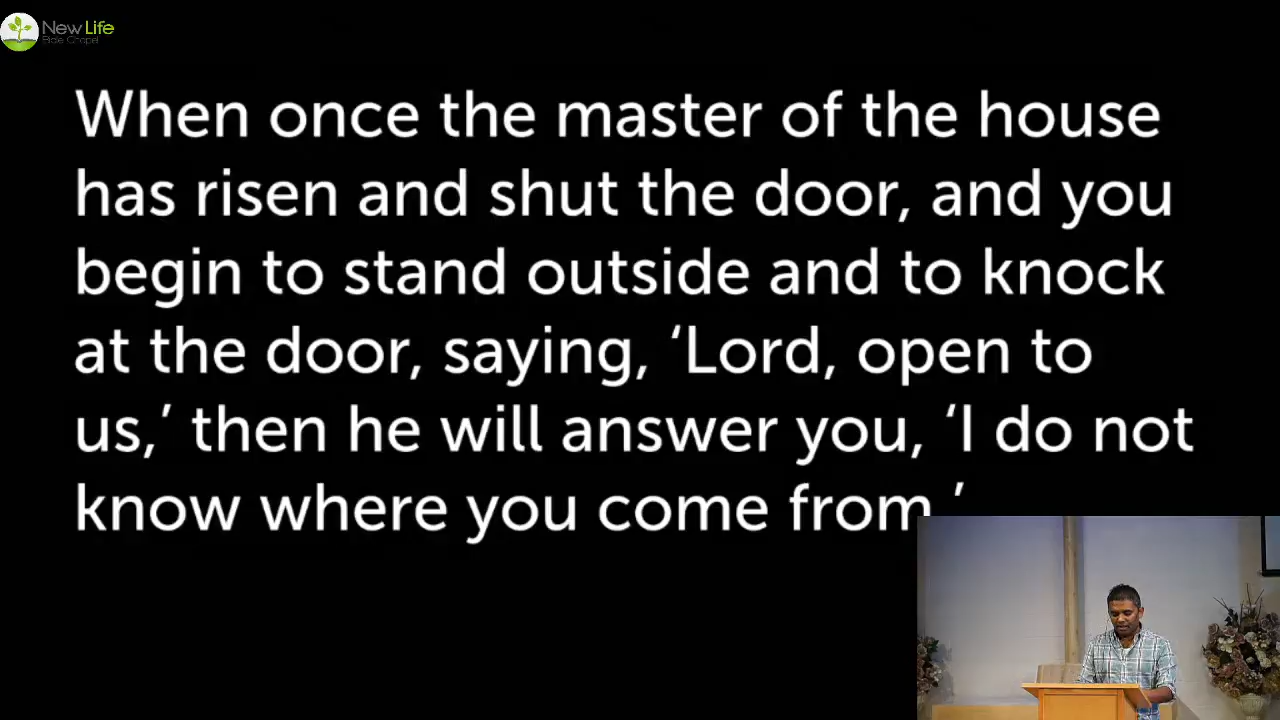 New Life
Bible Chapel
When once the master of the house
has risen and shut the door, and you
begin to stand outside and to knock
at the door, saying, ‘Lord, open to
us,’ then he will answer you, ‘I do not
know where you come from.’